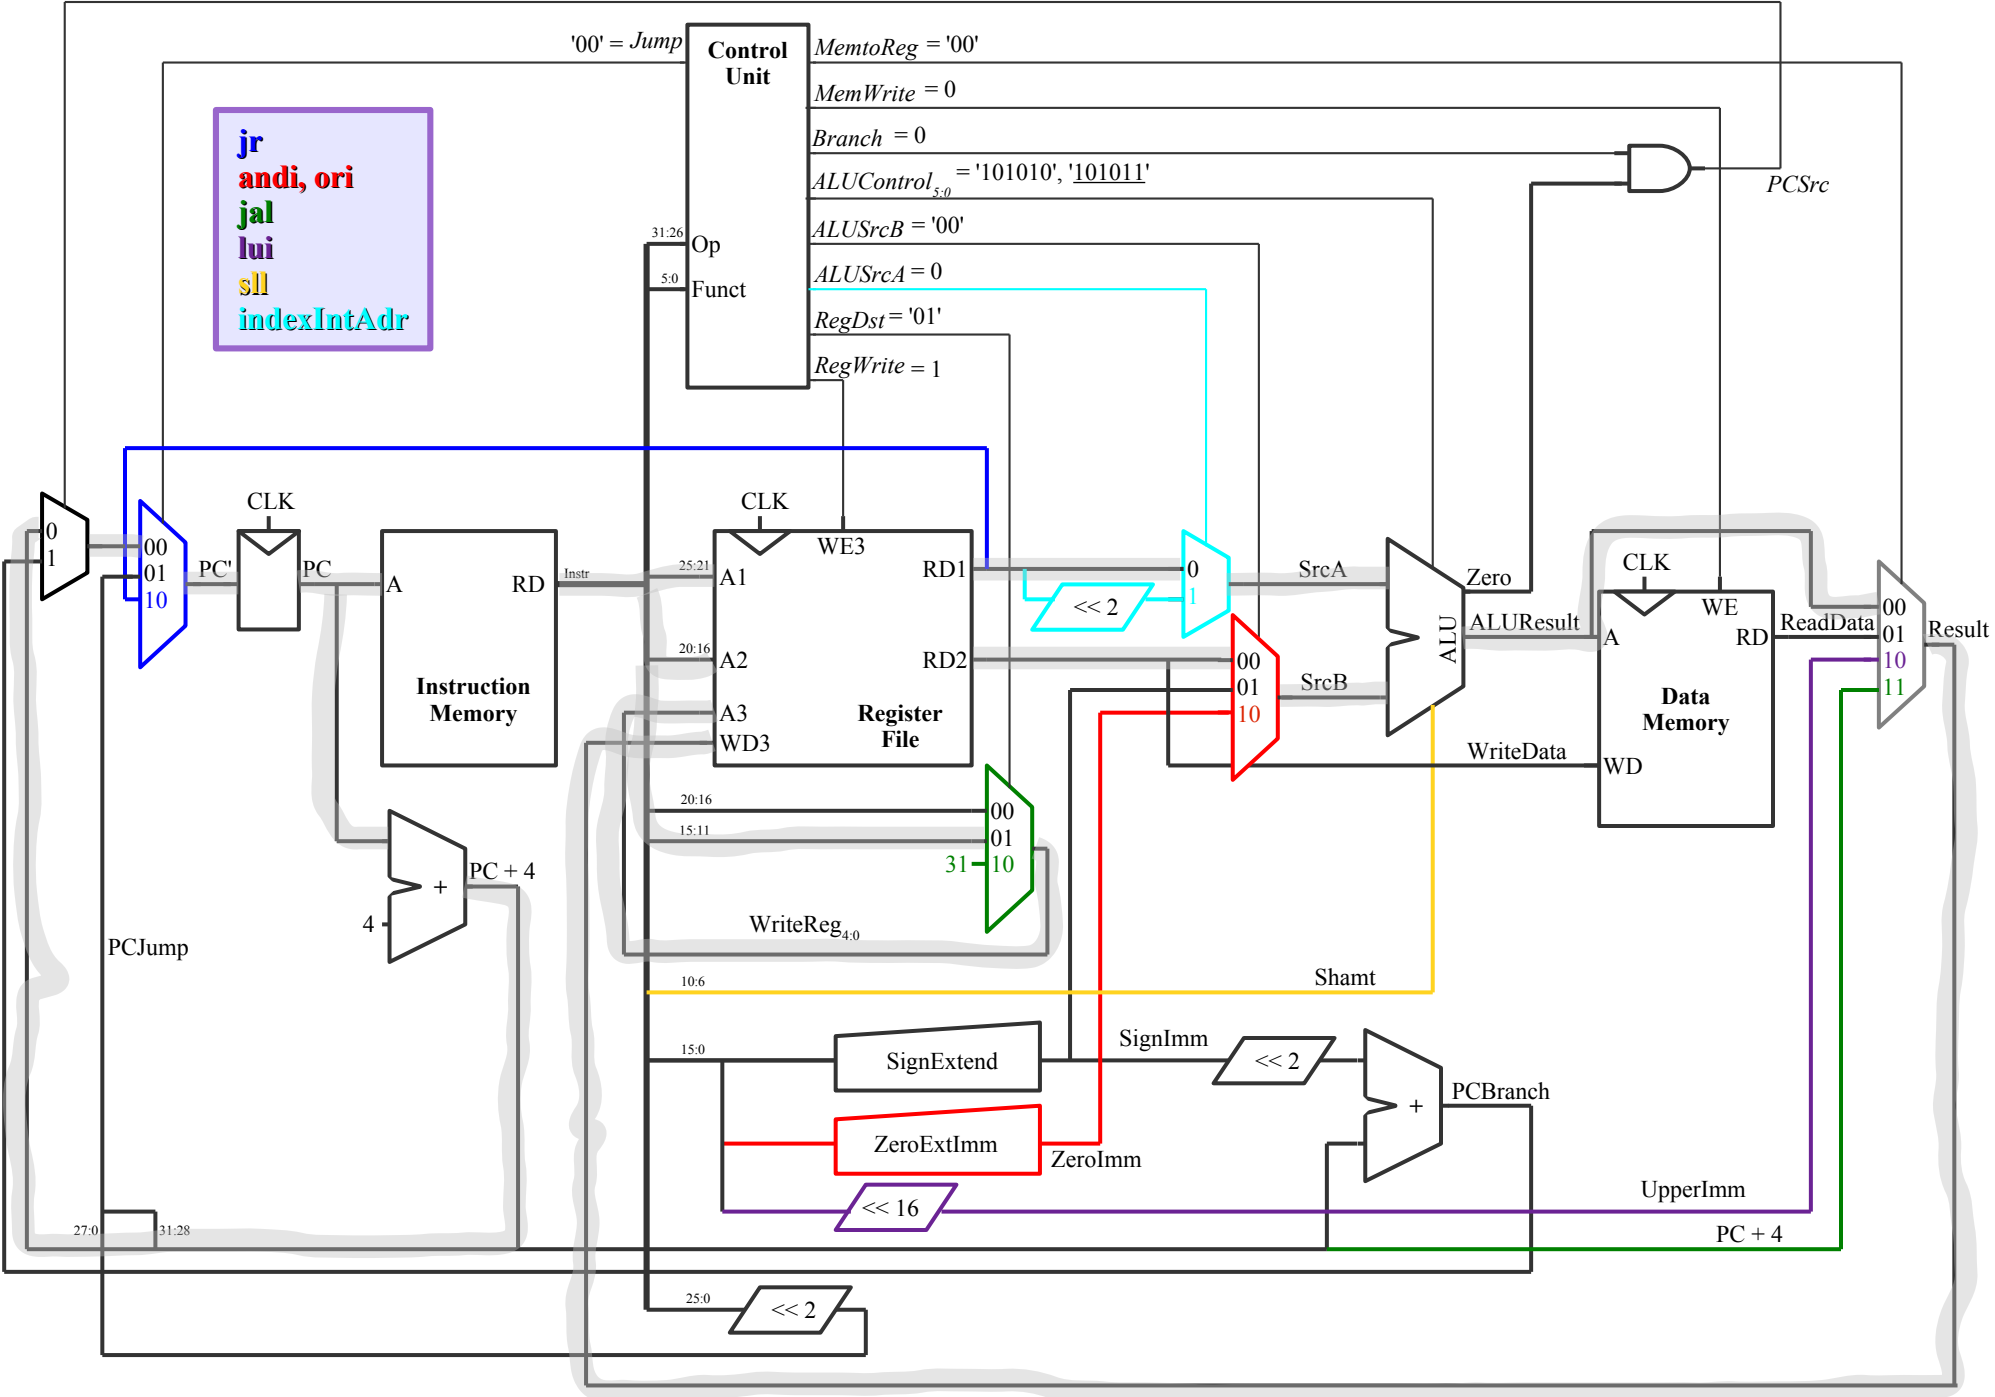 '00' = Jump
Control
Unit
MemtoReg = '00'
MemWrite = 0
Branch = 0
ALUControl5:0 = '101010', '101011'
ALUSrcB = '00'
ALUSrcA = 0
RegDst = '01'
RegWrite = 1
31:26
Op
5:0
Funct
PCSrc
jr
andi, ori
jal
lui
sll
indexIntAdr
0
1
00
01
10
PC'
CLK
PC
A
RD
Instr
Instruction
Memory
CLK
WE3
25:21
A1
RD1
20:16
A2
RD2
A3
WD3
Register
File
<< 2
0
1
SrcA
00
01
10
SrcB
ALU
Zero
ALUResult
CLK
WE
A
RD
ReadData
Data
Memory
WriteData
WD
00
01
10
11
Result
20:16
15:11
31
00
01
10
WriteReg4:0
PC + 4
+
4
PCJump
10:6
Shamt
15:0
SignExtend
SignImm
<< 2
+
PCBranch
ZeroExtImm
ZeroImm
<< 16
UpperImm
PC + 4
27:0
31:28
25:0
<< 2